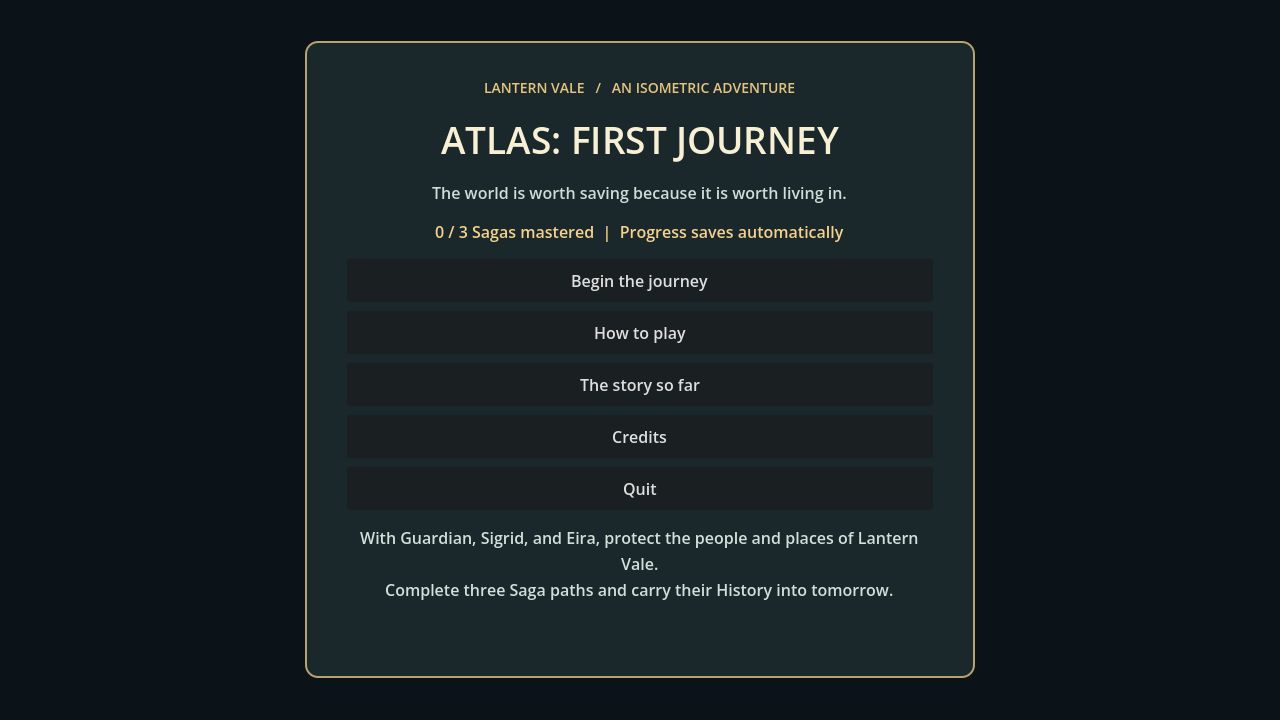 LANTERN VALE / AN ISOMETRIC ADVENTURE
ATLAS: FIRST JOURNEY
The world is worth saving because it is worth living in.
0 / 3 Sagas mastered | Progress saves automatically
Begin the journey
How to play
The story so far
Credits
Quit
With Guardian, Sigrid, and Eira, protect the people and places of Lantern
Vale.
Complete three Saga paths and carry their History into tomorrow.